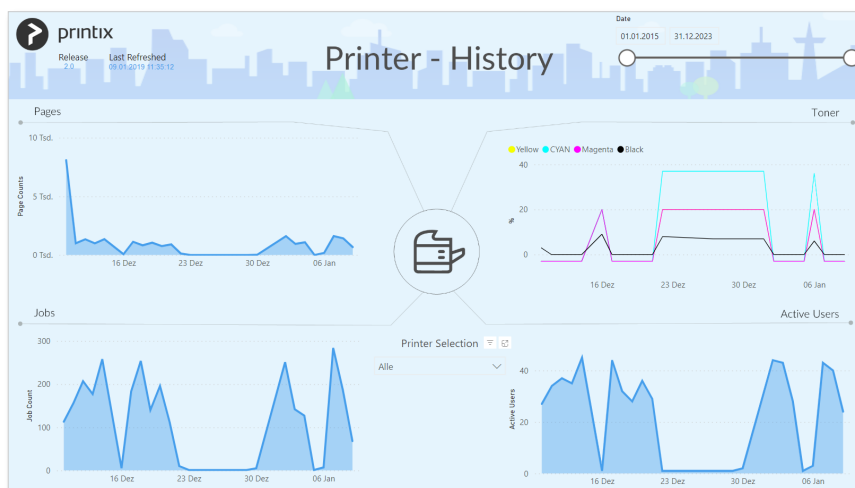 printix
Release
2.0
Last Refreshed
09.01.2019 11:35:12
Printer - History
Date
01.01.2015
31.12.2023
Pages
10 Tsd.
5 Tsd.
0 Tsd.
Page Counts
16 Dez
23 Dez
30 Dez
06 Jan
Toner
Yellow
CYAN
Magenta
Black
40
20
0
%
16 Dez
23 Dez
30 Dez
06 Jan
Jobs
300
200
100
0
Job Count
16 Dez
23 Dez
30 Dez
06 Jan
Printer Selection
Alle
Active Users
40
20
0
Active Users
16 Dez
23 Dez
30 Dez
06 Jan